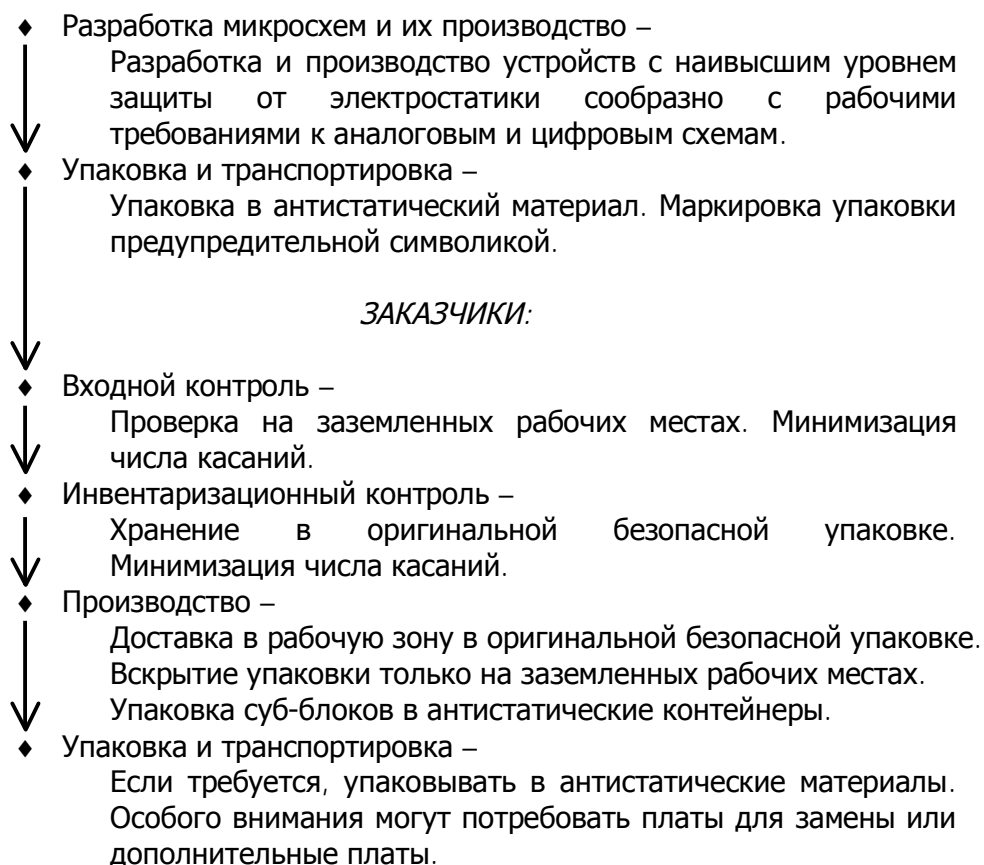 ♦ Разработка микросхем и их производство –
Разработка и производство устройств с наивысшим уровнем
защиты от электростатики сообразно с рабочими
требованиями к аналоговым и цифровым схемам.
♦ Упаковка и транспортировка –
Упаковка в антистатический материал. Маркировка упаковки
предупредительной символикой.
ЗАКАЗЧИКИ:
♦ Входной контроль –
Проверка на заземленных рабочих местах. Минимизация
числа касаний.
♦ Инвентаризационный контроль –
Хранение в оригинальной безопасной упаковке.
Минимизация числа касаний.
♦ Производство –
Доставка в рабочую зону в оригинальной безопасной упаковке.
Вскрытие упаковки только на заземленных рабочих местах.
Упаковка суб-блоков в антистатические контейнеры.
♦ Упаковка и транспортировка –
Если требуется, упаковывать в антистатические материалы.
Особого внимания могут потребовать платы для замены или
дополнительные платы.